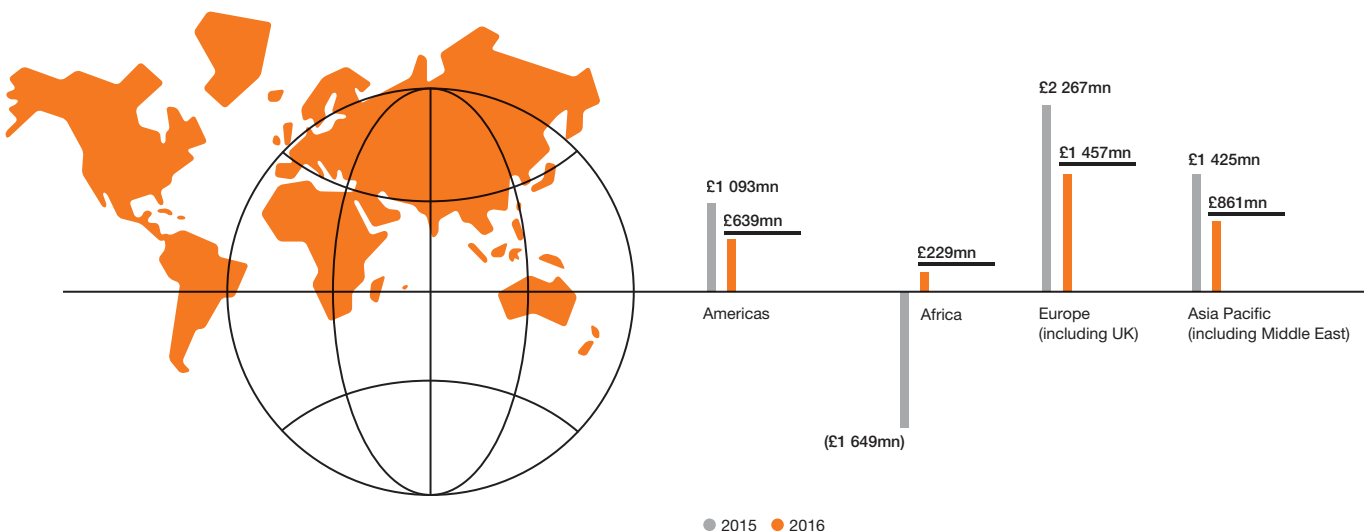 £1 093mn
£639mn
Americas
£229mn
(£1 649mn)
Africa
£2 267mn
£1 457mn
Europe
(including UK)
£1 425mn
£861mn
Asia Pacific
(including Middle East)
2015 2016